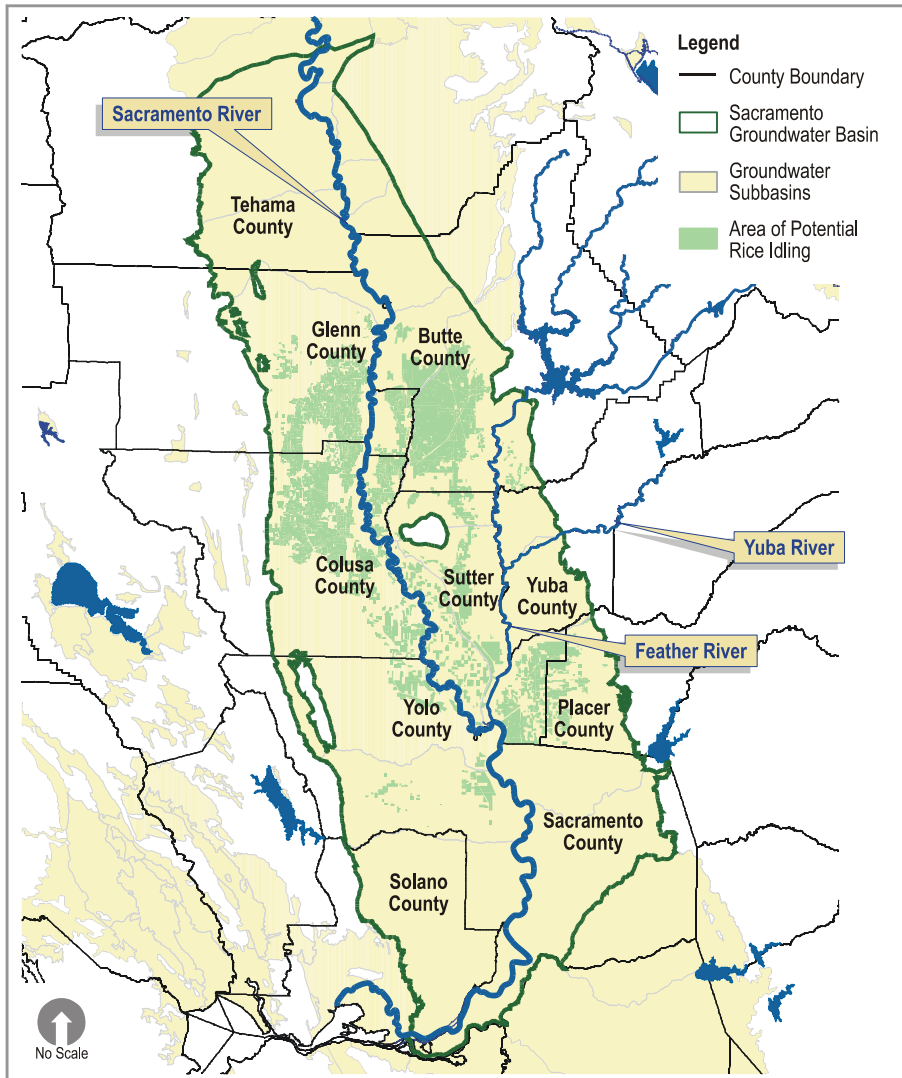 Legend
County Boundary
Sacramento
Groundwater Basin
Groundwater
Subbasins
Area of Potential
Rice Idling
Sacramento River
Tehama
County
Glenn
County
Butte
County
Colusa
County
Sutter
County
Yuba
County
Yuba River
Feather River
Yolo
County
Placer
County
Sacramento
County
Solano
County
No Scale